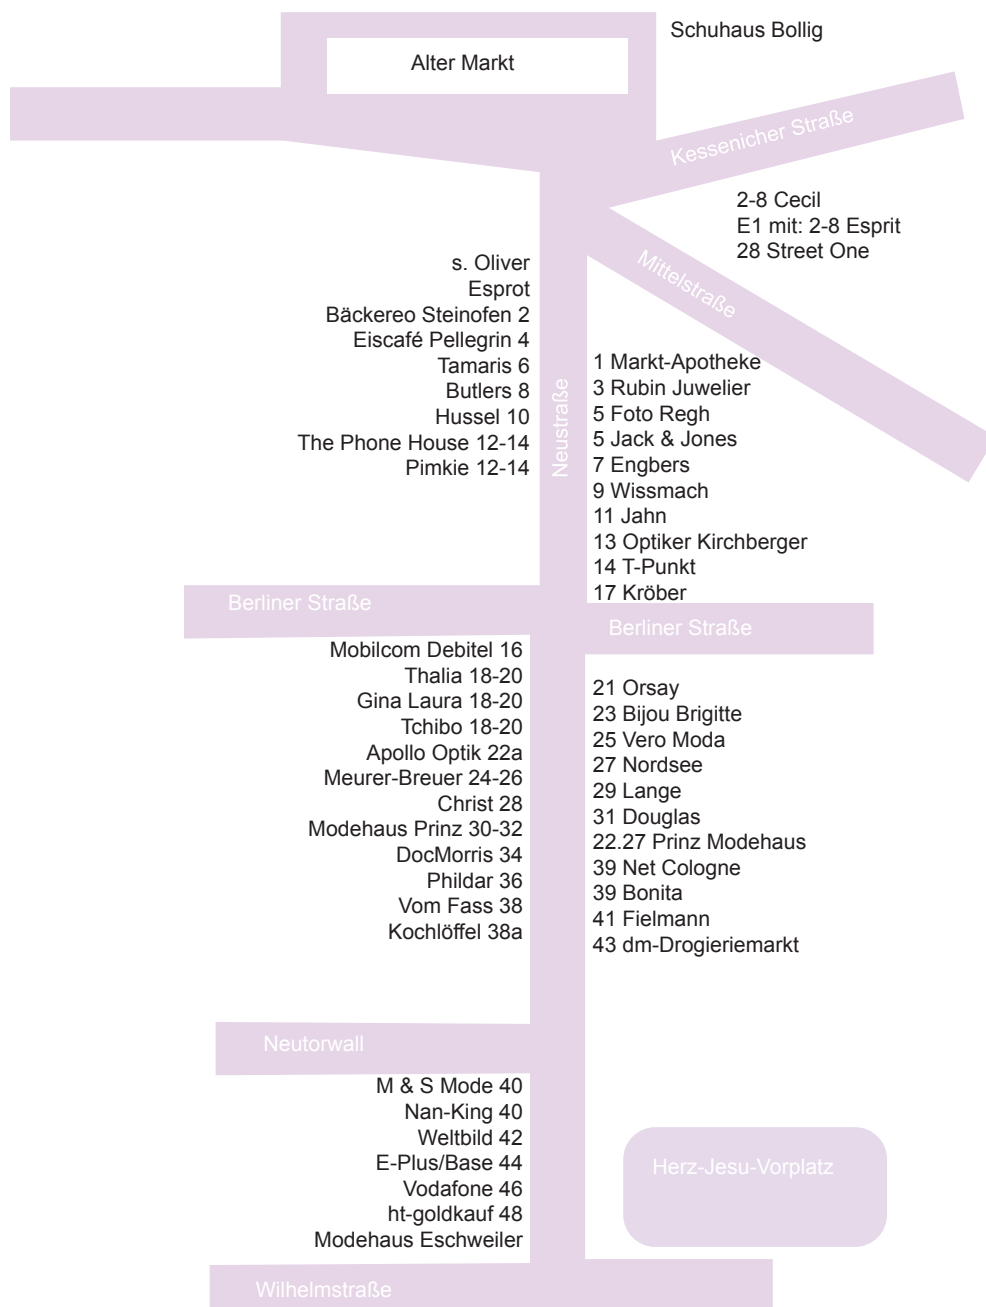 Schuhaus Bollig
Alter Markt
Kessenicher Straße
2-8 Cecil
E1 mit: 2-8 Esprit
28 Street One
Mittelstraße
s. Oliver
Esprot
Bäckereo Steinofen 2
Eiscafé Pellegrin 4
Tamaris 6
Butlers 8
Hussel 10
The Phone House 12-14
Pimkie 12-14
Neustraße
1 Markt-Apotheke
3 Rubin Juwelier
5 Foto Regh
5 Jack & Jones
7 Engbers
9 Wissmach
11 Jahn
13 Optiker Kirchberger
14 T-Punkt
17 Kröber
Berliner Straße
Berliner Straße
Mobilcom Debitel 16
Thalia 18-20
Gina Laura 18-20
Tchibo 18-20
Apollo Optik 22a
Meurer-Breuer 24-26
Christ 28
Modehaus Prinz 30-32
DocMorris 34
Phildar 36
Vom Fass 38
Kochlöffel 38a
21 Orsay
23 Bijou Brigitte
25 Vero Moda
27 Nordsee
29 Lange
31 Douglas
22.27 Prinz Modehaus
39 Net Cologne
39 Bonita
41 Fielmann
43 dm-Drogieriemarkt
Neutorwall
M & S Mode 40
Nan-King 40
Weltbild 42
E-Plus/Base 44
Vodafone 46
ht-goldkauf 48
Modehaus Eschweiler
Herz-Jesu-Vorplatz
Wilhelmstraße